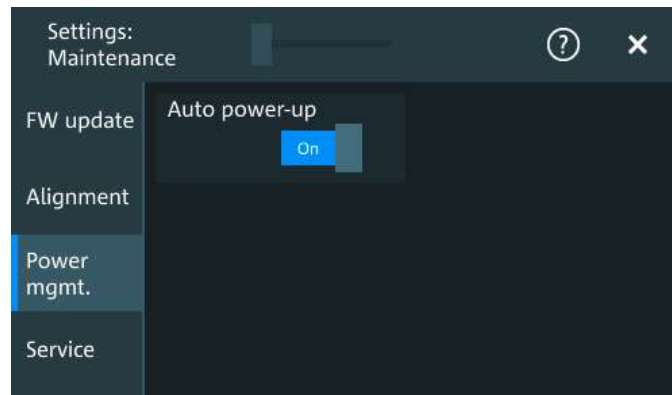 Settings:
Maintenance
?
FW update
Auto power-up
On
Alignment
Power
mgmt.
Service